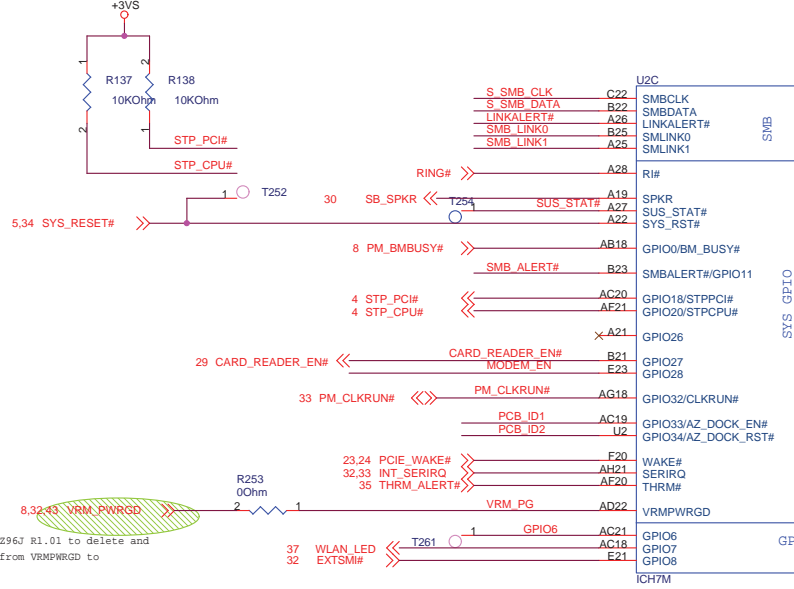 +3VS
1 2
R137 R138
10KOhm 10KOhm
2 1
STP_PCI#
STP_CPU#
U2C
S_SMB_CLK C22 SMBCLK
S_SMB_DATA B22 SMBDATA
LINKALERT# A26 LINKALERT#
SMB_LINK0 B25 SMLINK0
SMB_LINK1 A25 SMLINK1
SMB
RING# A28 RI#
1 T252
30 SB_SPKR A19 SPKR
T254 1 SUS_STAT# A27 SUS_STAT#
5,34 SYS_RESET# A22 SYS_RST#
8 PM_BMBUSY# AB18 GPIO0/BM_BUSY#
SMB_ALERT# B23 SMBALERT#/GPIO11
4 STP_PCI# AC20 GPIO18/STPPCI#
4 STP_CPU# AF21 GPIO20/STPCPU#
SYS GPIO
A21 GPIO26
29 CARD_READER_EN# CARD_READER_EN# B21 GPIO27
MODEM_EN E23 GPIO28
33 PM_CLKRUN# PM_CLKRUN# AG18 GPIO32/CLKRUN#
PCB_ID1 AC19 GPIO33/AZ_DOCK_EN#
PCB_ID2 U2 GPIO34/AZ_DOCK_RST#
23,24 PCIE_WAKE# F20 WAKE#
32,33 INT_SERIRQ AH21 SERIRQ
35 THRM_ALERT# AF20 THRM#
R253
0Ohm
8,32,43 VRM_PWRGD 2 1 VRM_PG AD22 VRMPWRGD
Z96J R1.01 to delete and
from VRMPWRGD to
T261 1 GPIO6 AC21 GPIO6
37 WLAN_LED AC18 GPIO7
32 EXTSMI# E21 GPIO8
GP
ICH7M